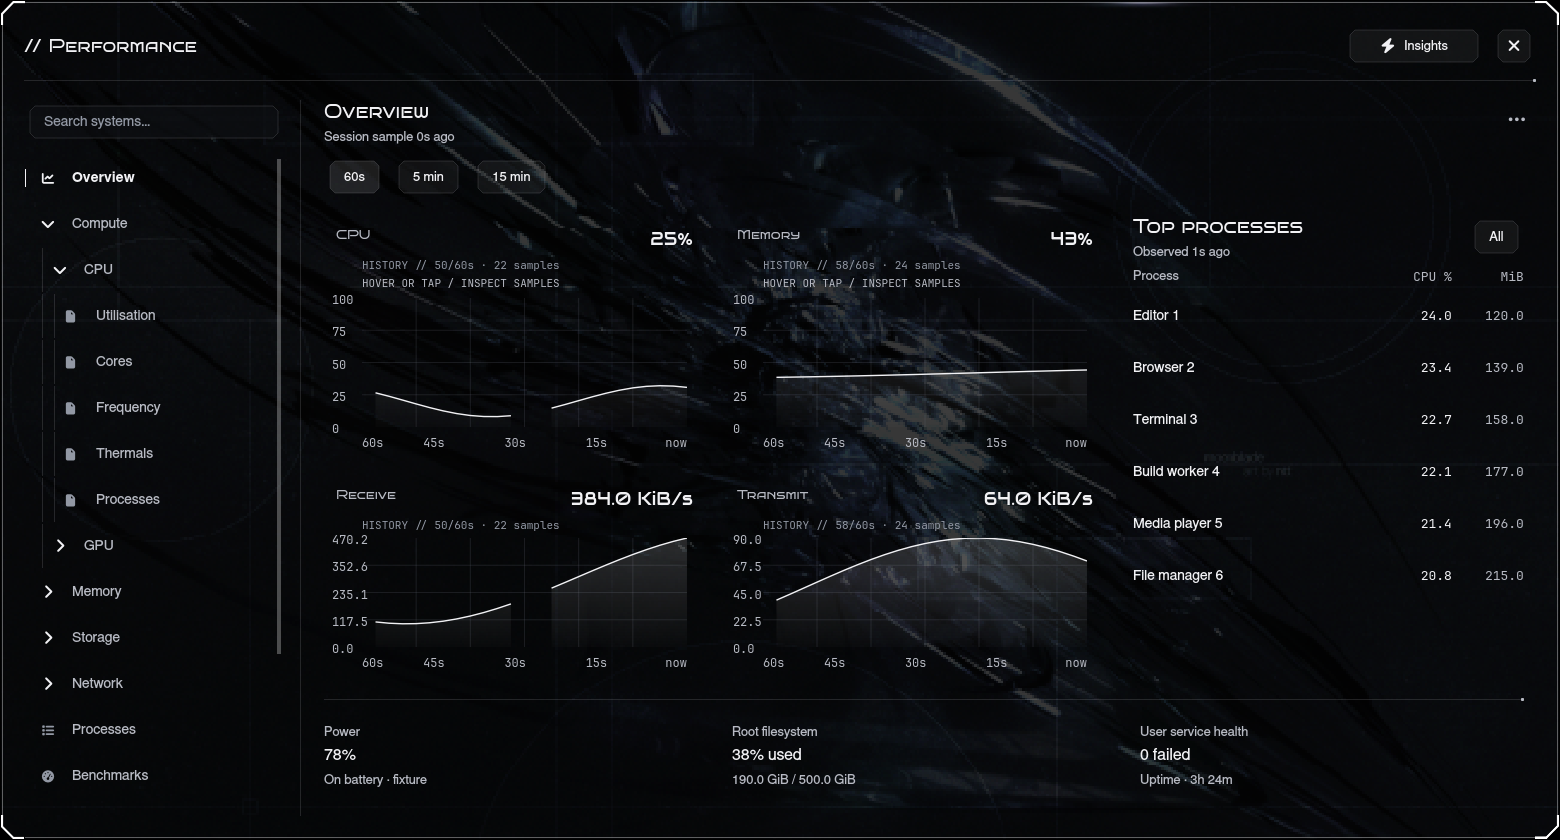 // Performance
Insights
Search systems...
Overview
Compute
CPU
Utilisation
Cores
Frequency
Thermals
Processes
GPU
Memory
Storage
Network
Processes
Benchmarks
Overview
Session sample 0s ago
60s 5 min 15 min
CPU 25%
HISTORY // 50/60s · 22 samples
HOVER OR TAP / INSPECT SAMPLES
100
75
50
25
0
60s 45s 30s 15s now
Memory 43%
HISTORY // 58/60s · 24 samples
HOVER OR TAP / INSPECT SAMPLES
100
75
50
25
0
60s 45s 30s 15s now
Receive 384.0 KiB/s
HISTORY // 50/60s · 22 samples
470.2
352.6
235.1
117.5
0.0
60s 45s 30s 15s now
Transmit 64.0 KiB/s
HISTORY // 58/60s · 24 samples
90.0
67.5
45.0
22.5
0.0
60s 45s 30s 15s now
Top processes
All
Observed 1s ago
Process CPU % MiB
Editor 1 24.0 120.0
Browser 2 23.4 139.0
Terminal 3 22.7 158.0
Build worker 4 22.1 177.0
Media player 5 21.4 196.0
File manager 6 20.8 215.0
Power
78%
On battery · fixture
Root filesystem
38% used
190.0 GiB / 500.0 GiB
User service health
0 failed
Uptime · 3h 24m